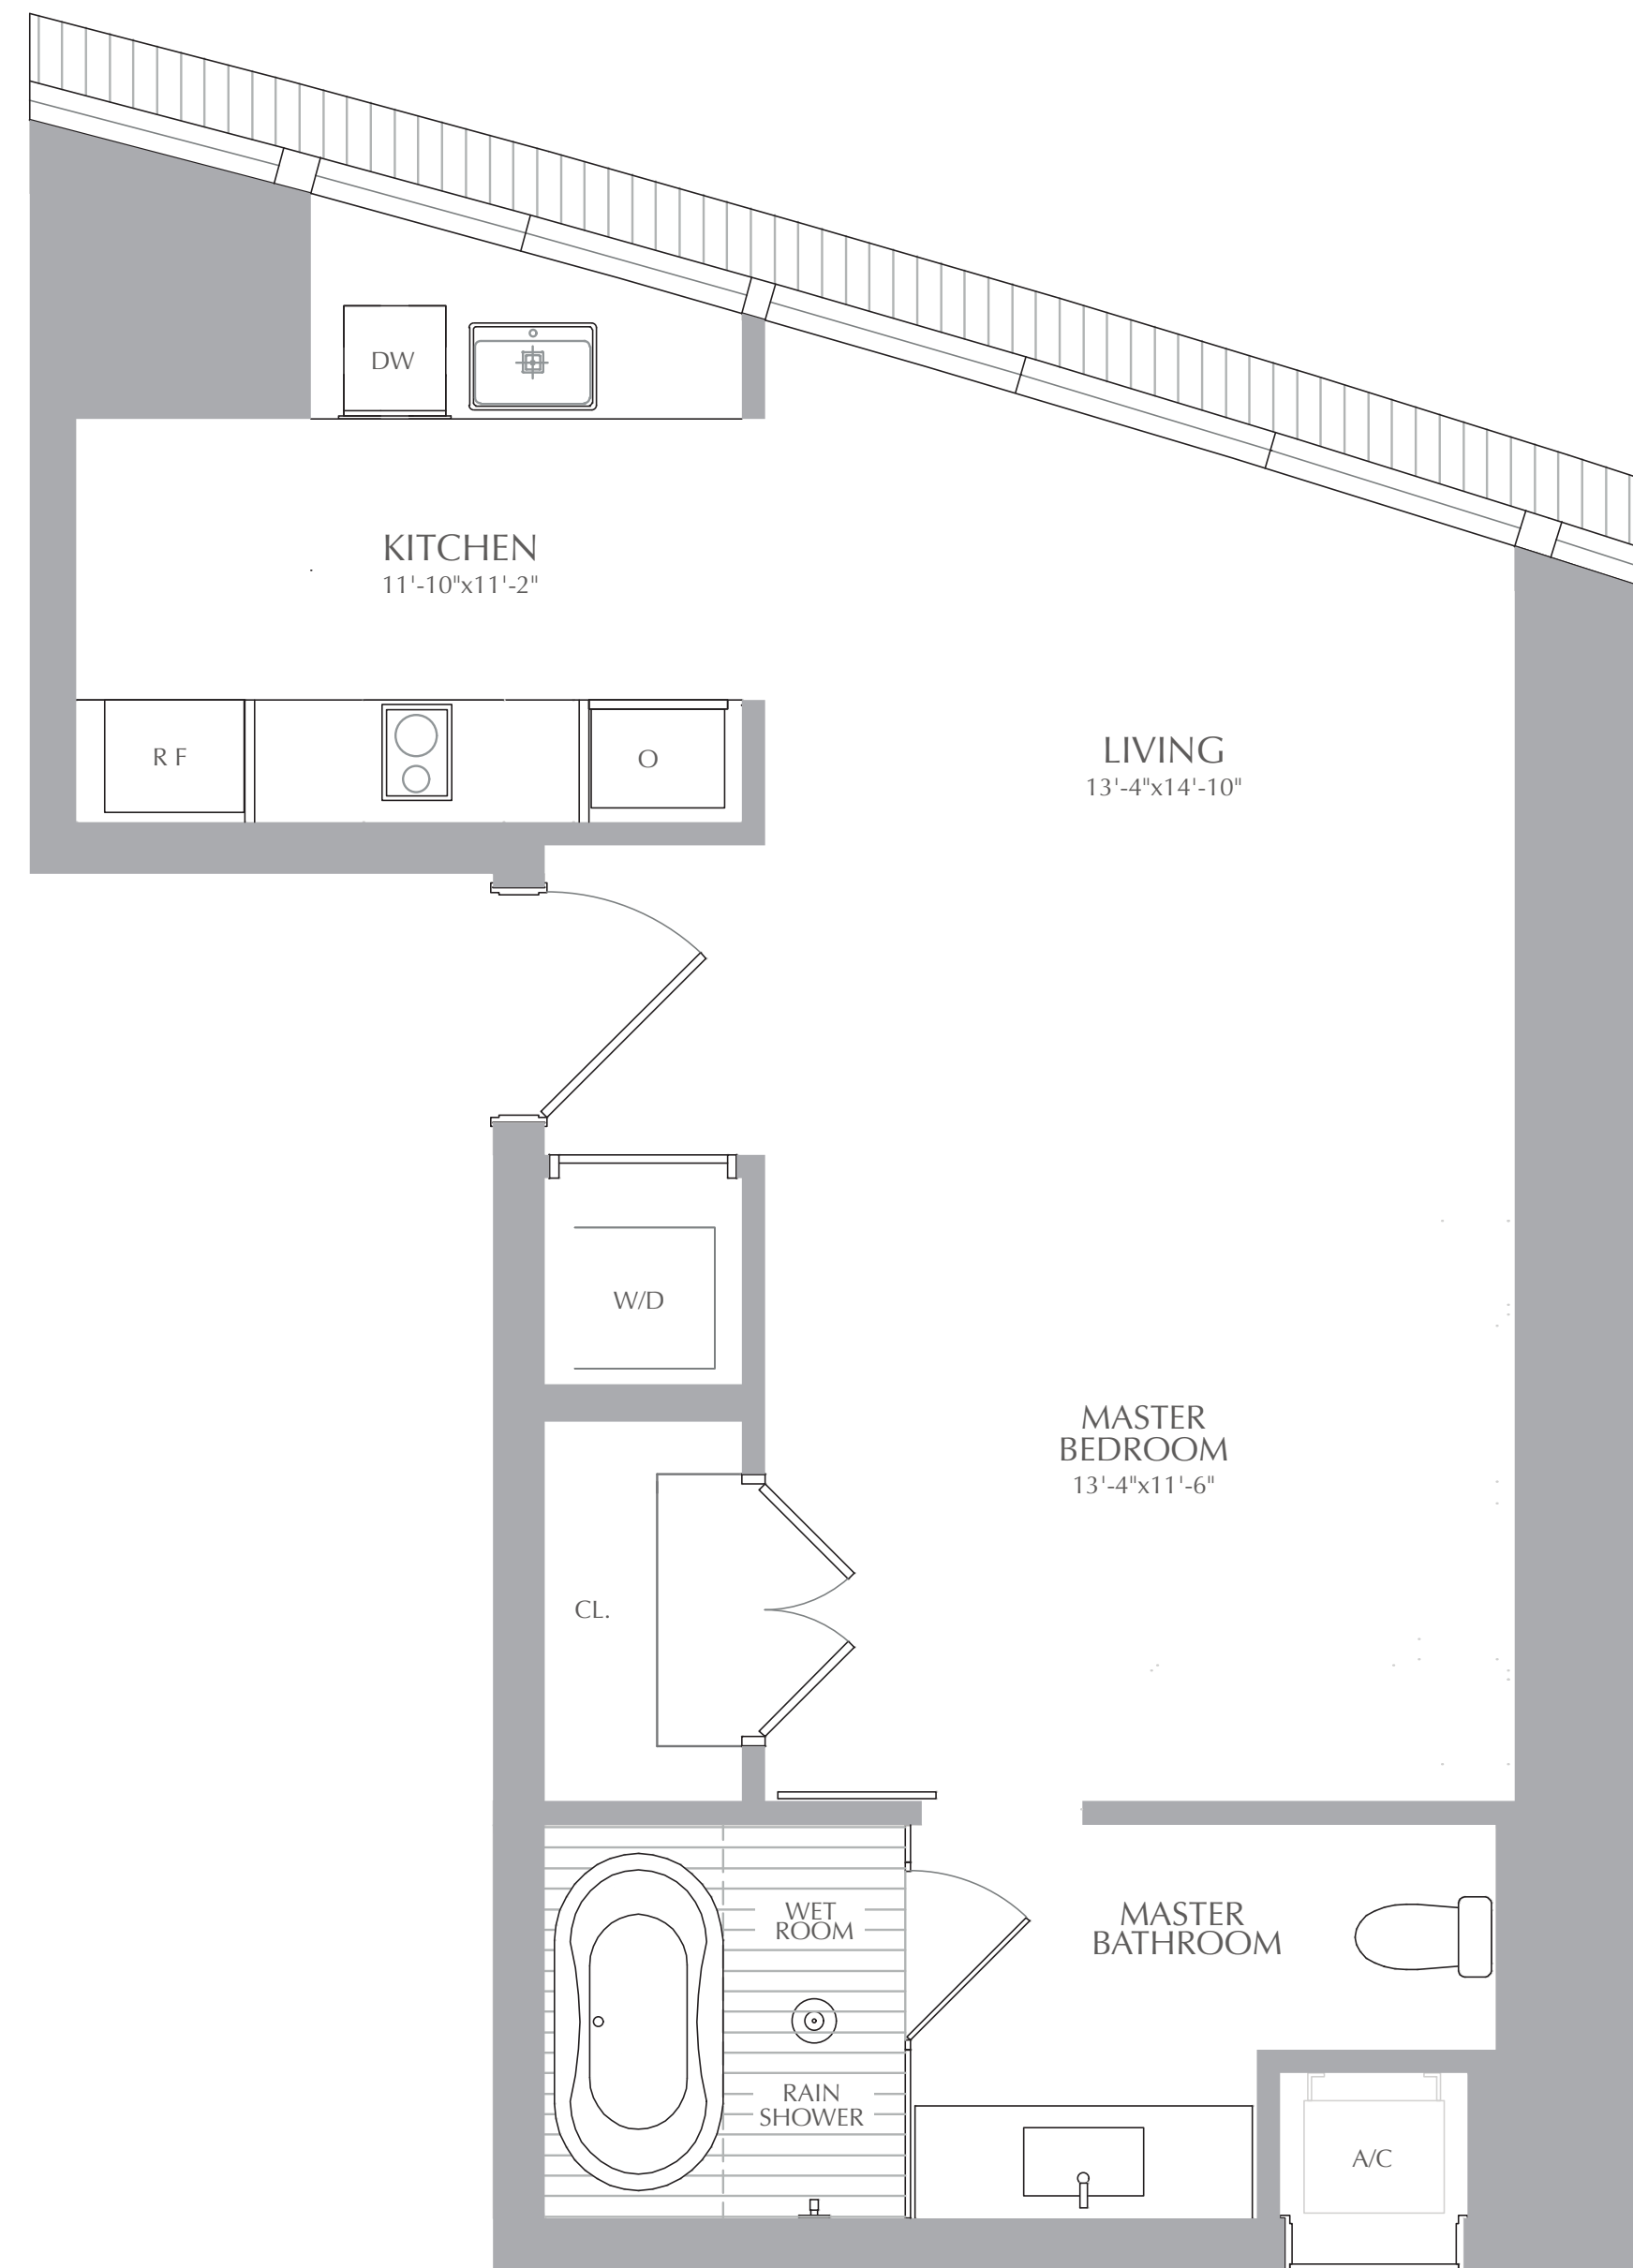 DW
KITCHEN
11'-10"x11'-2"
R F
O
LIVING
13'-4"x14'-10"
W/D
MASTER
BEDROOM
13'-4"x11'-6"
CL.
WET
ROOM
MASTER
BATHROOM
RAIN
SHOWER
A/C